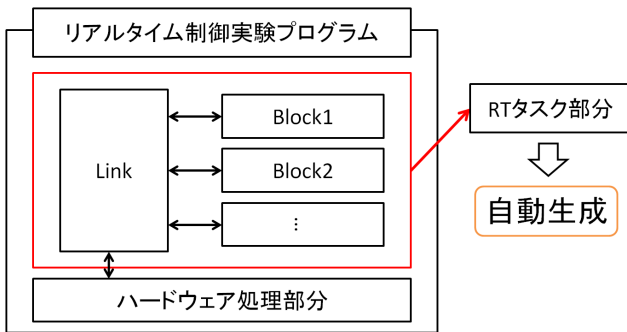 リアルタイム制御実験プログラム
Link
Block1
Block2
⋮
ハードウェア処理部分
RTタスク部分
自動生成